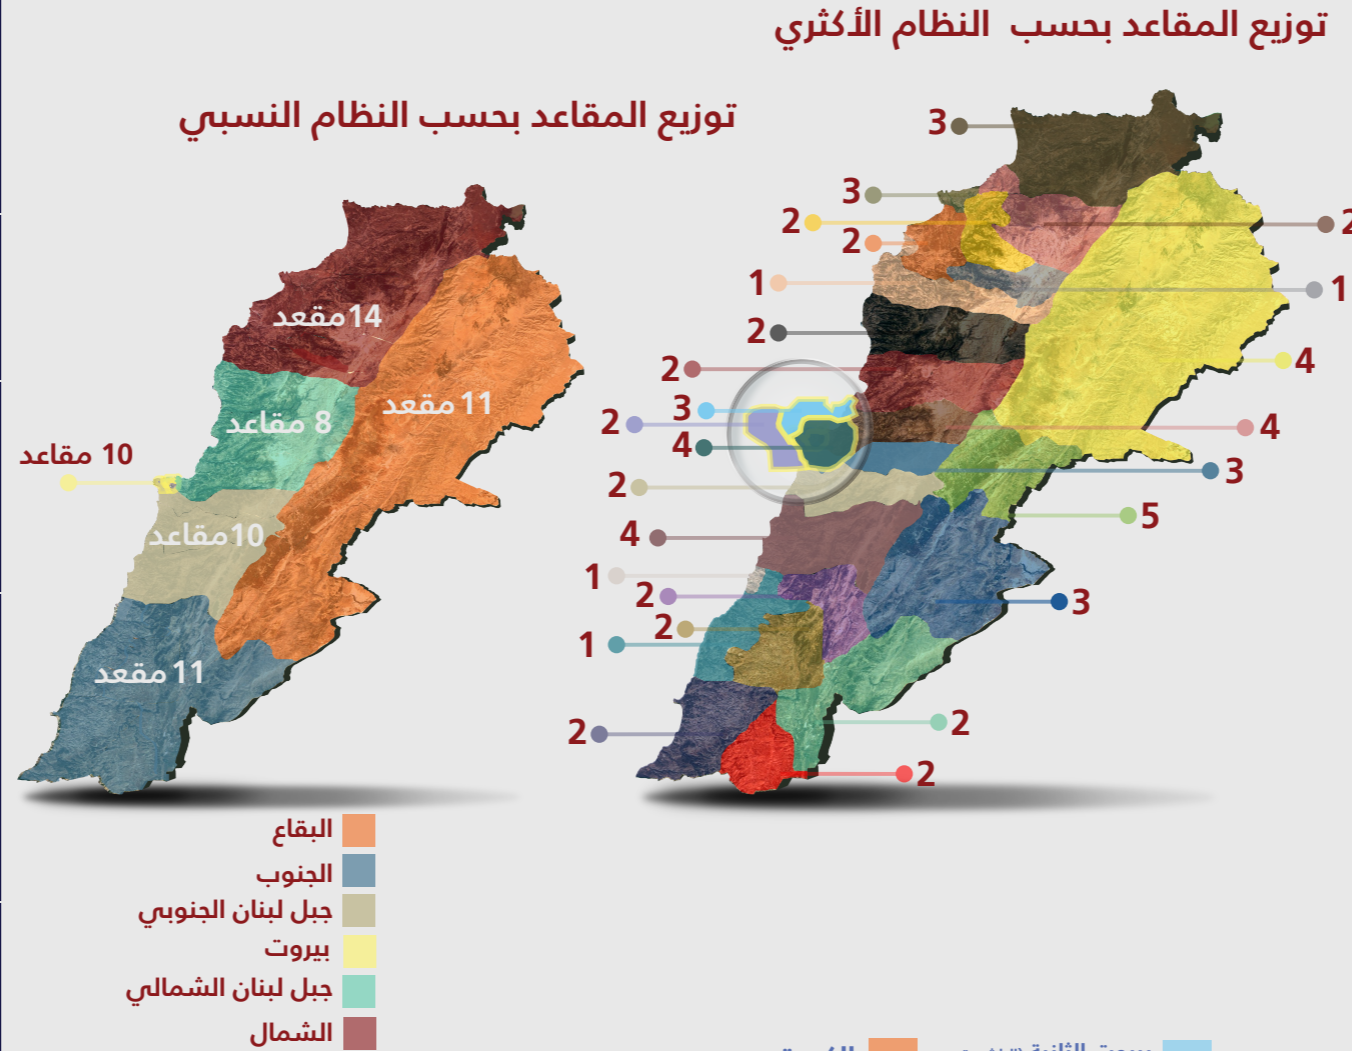 توزيع المقاعد بحسب النظام الأكثري
توزيع المقاعد بحسب النظام النسبي
3
3
2
2
2
1
1
2
4
2
3
2
4
4
3
2
5
4
1
2
3
2
1
2
2
2
14مقعد
11 مقعد
8 مقاعد
10 مقاعد
10مقاعد
11 مقعد
البقاع
الجنوب
جبل لبنان الجنوبي
بيروت
جبل لبنان الشمالي
الشمال
بيروت الثانية